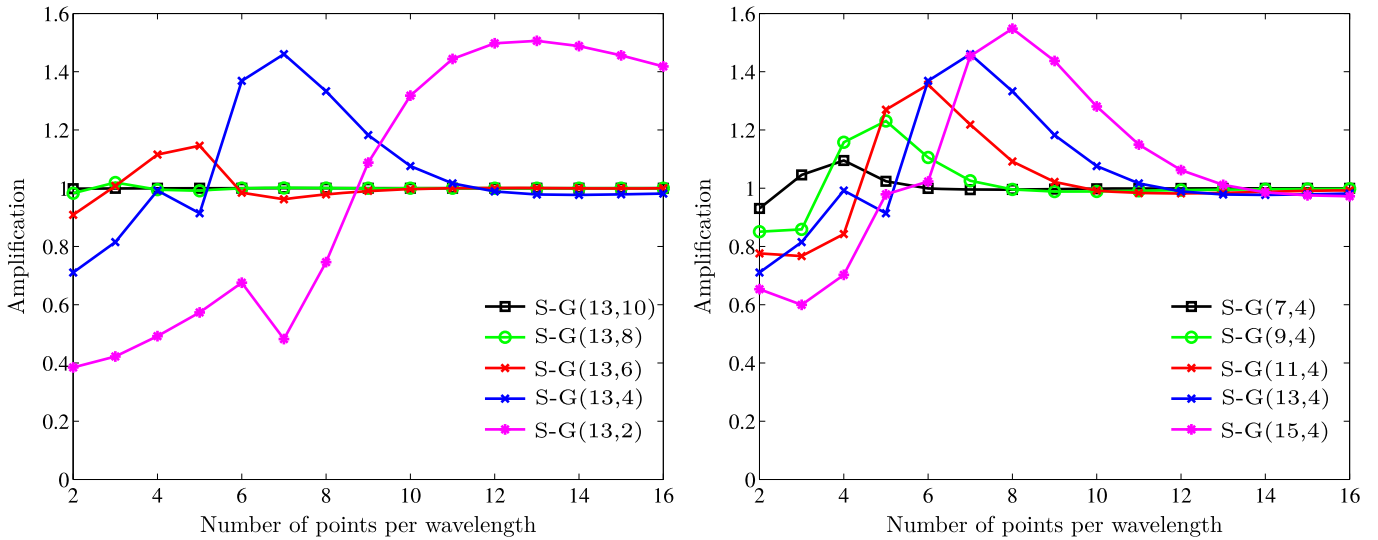 1.6
1.4
1.2
1
0.8
0.6
0.4
0.2
0
Amplification
2 4 6 8 10 12 14 16
Number of points per wavelength
S-G(13,10)
S-G(13,8)
S-G(13,6)
S-G(13,4)
S-G(13,2)
1.6
1.4
1.2
1
0.8
0.6
0.4
0.2
0
Amplification
2 4 6 8 10 12 14 16
Number of points per wavelength
S-G(7,4)
S-G(9,4)
S-G(11,4)
S-G(13,4)
S-G(15,4)